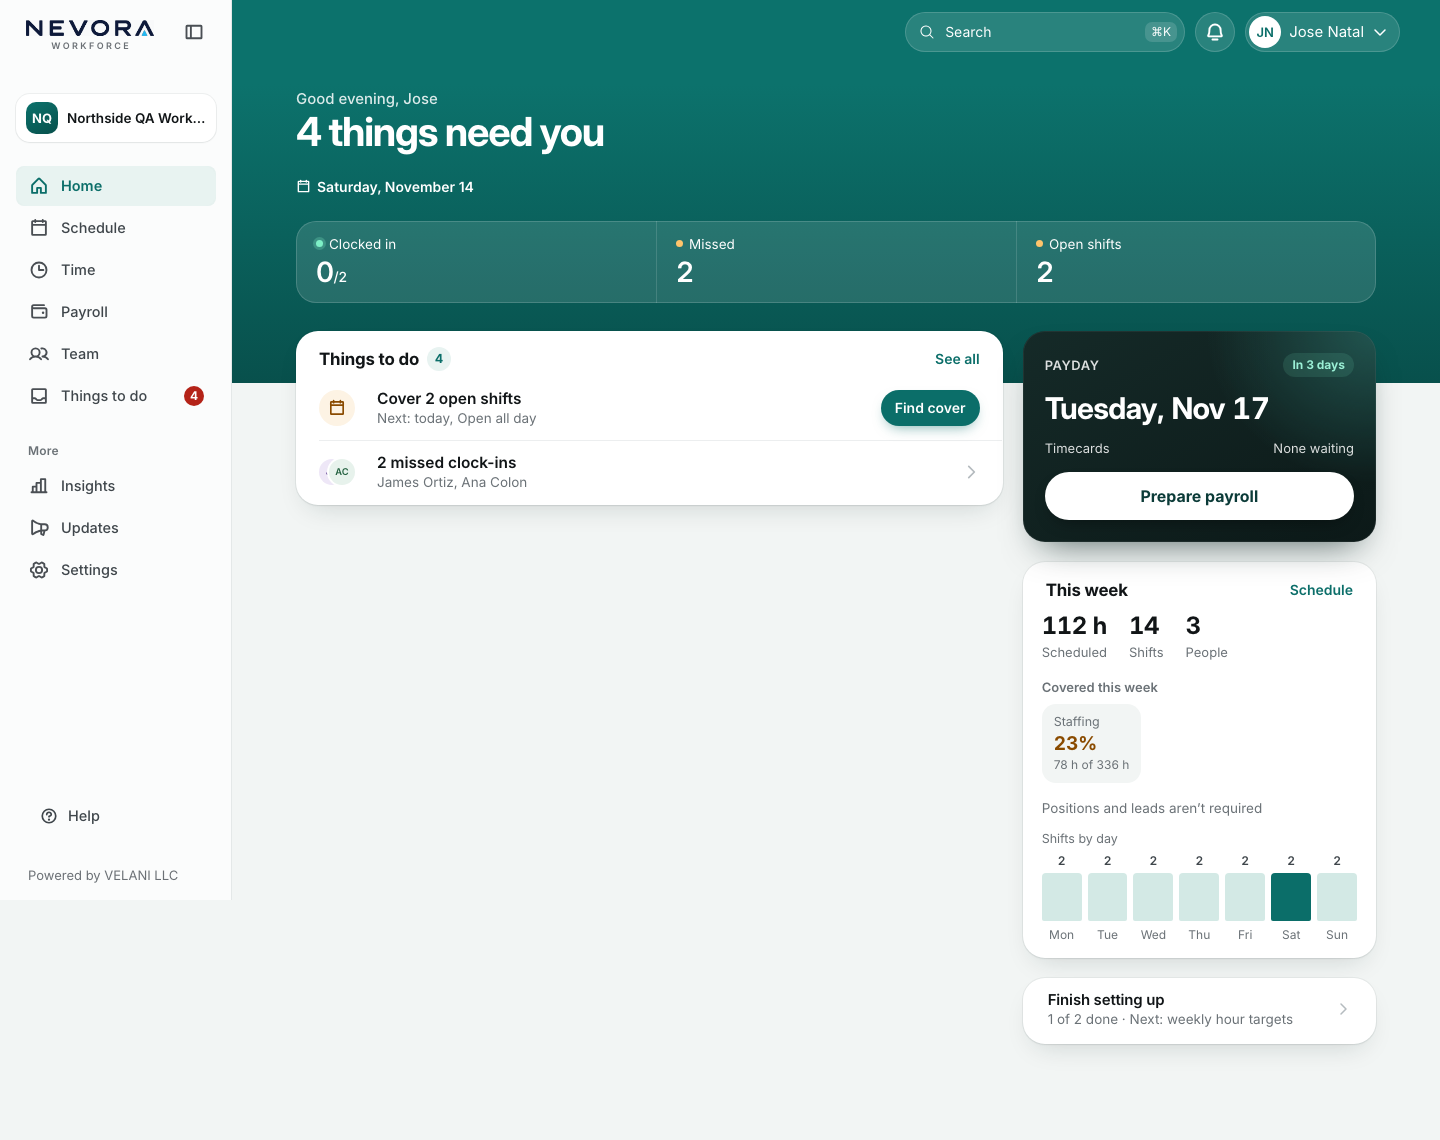 NEVORA
WORKFORCE
NQ Northside QA Work...
Home
Schedule
Time
Payroll
Team
Things to do 4
More
Insights
Updates
Settings
Help
Powered by VELANI LLC
Search ⌘K
JN Jose Natal
Good evening, Jose
4 things need you
Saturday, November 14
Clocked in
0/2
Missed
2
Open shifts
2
Things to do 4 See all
Cover 2 open shifts
Next: today, Open all day
Find cover
AC
2 missed clock-ins
James Ortiz, Ana Colon
PAYDAY In 3 days
Tuesday, Nov 17
Timecards None waiting
Prepare payroll
This week Schedule
112 h 14 3
Scheduled Shifts People
Covered this week
Staffing
23%
78 h of 336 h
Positions and leads aren’t required
Shifts by day
2 2 2 2 2 2 2
Mon Tue Wed Thu Fri Sat Sun
Finish setting up
1 of 2 done · Next: weekly hour targets